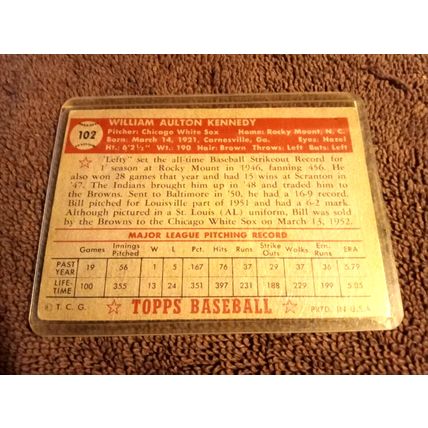 102
WILLIAM AULTON KENNEDY
Pitcher: Chicago White Sox Home: Rocky Mount, N. C.
Born: March 14, 1921, Carnesville, Ga. Eyes: Hazel
Ht.: 6'2½" Wt.: 190 Hair: Brown Throws: Left Bats: Left
"Lefty" set the all-time Baseball Strikeout Record for
1 season at Rocky Mount in 1946, fanning 456. He
also won 28 games that year and had 15 wins at Scranton in
'47. The Indians brought him up in '48 and traded him to
the Browns. Sent to Baltimore in '50, he had a 16-9 record.
Bill pitched for Louisville part of 1951 and had a 6-2 mark.
Although pictured in a St. Louis (AL) uniform, Bill was sold
by the Browns to the Chicago White Sox on March 13, 1952.
MAJOR LEAGUE PITCHING RECORD
Games Innings Pitched W L Pct. Hits Runs Strike Outs Walks Ern. Runs ERA
PAST YEAR 19 56 1 5 .167 76 37 29 37 36 5.79
LIFE-TIME 100 355 13 24 .351 397 231 188 229 199 5.05
T.C.G. TOPPS BASEBALL PRTD. IN U.S.A.